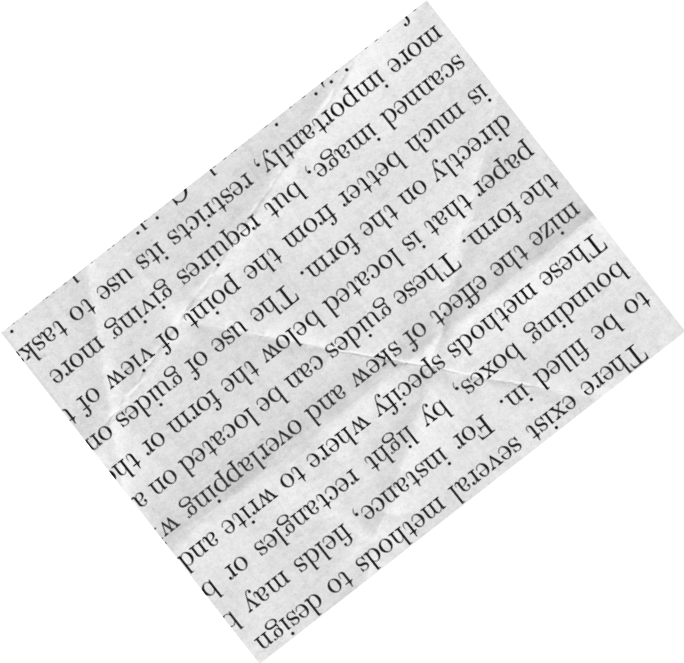 There exist several methods to design
to be filled in. For instance, fields may
bounding boxes, by light rectangles or
These methods specify where to write and
mize the effect of skew and overlapping
the form. These guides can be located on
paper that is located below the form or
directly on the form. The use of guides on
is much better from the point of view of
scanned image, but requires giving more
more importantly, restricts its use to task